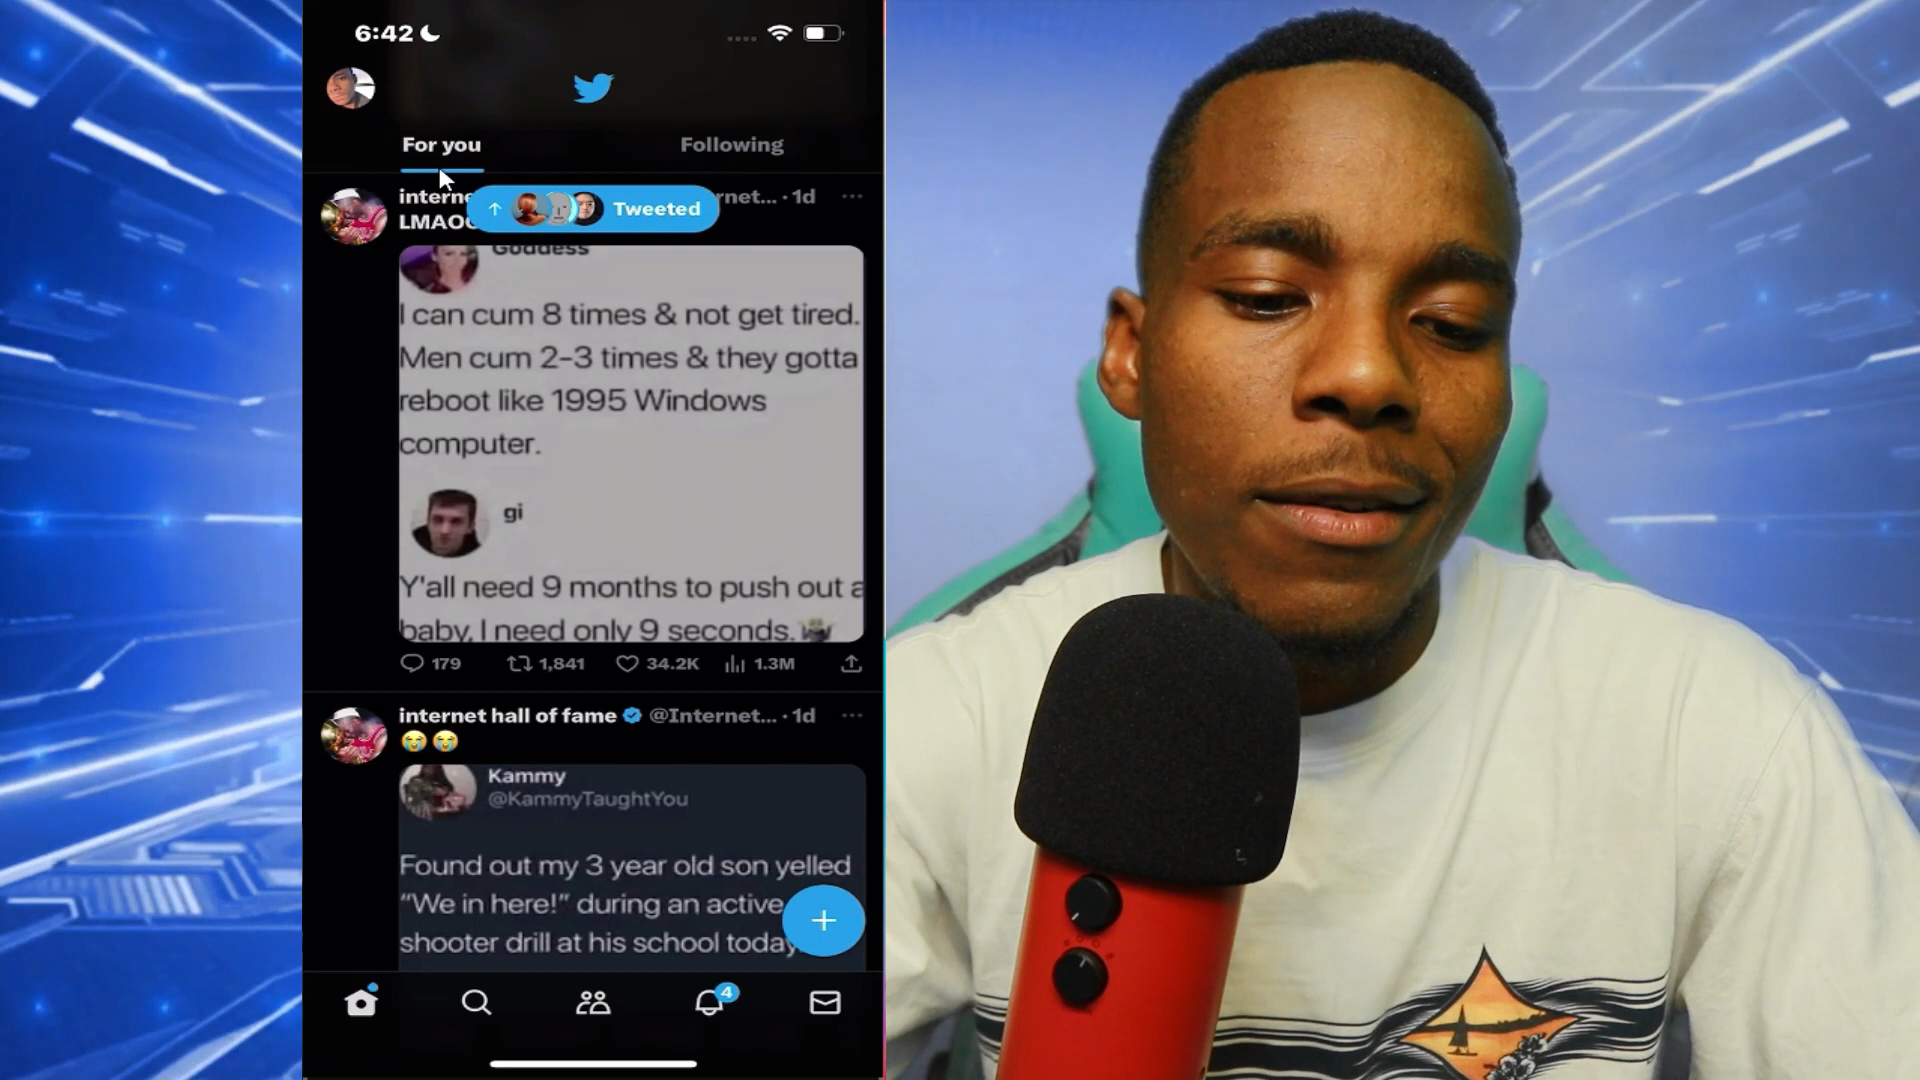 6:42
For you
Following
interne
rnet... · 1d
Tweeted
LMAO
Goddess
I can cum 8 times & not get tired.
Men cum 2-3 times & they gotta
reboot like 1995 Windows
computer.
gi
Y'all need 9 months to push out a
baby, I need only 9 seconds.
179
1,841
34.2K
1.3M
internet hall of fame @Internet... · 1d
😭😭
Kammy
@KammyTaughtYou
Found out my 3 year old son yelled
“We in here!” during an active
shooter drill at his school today.
4